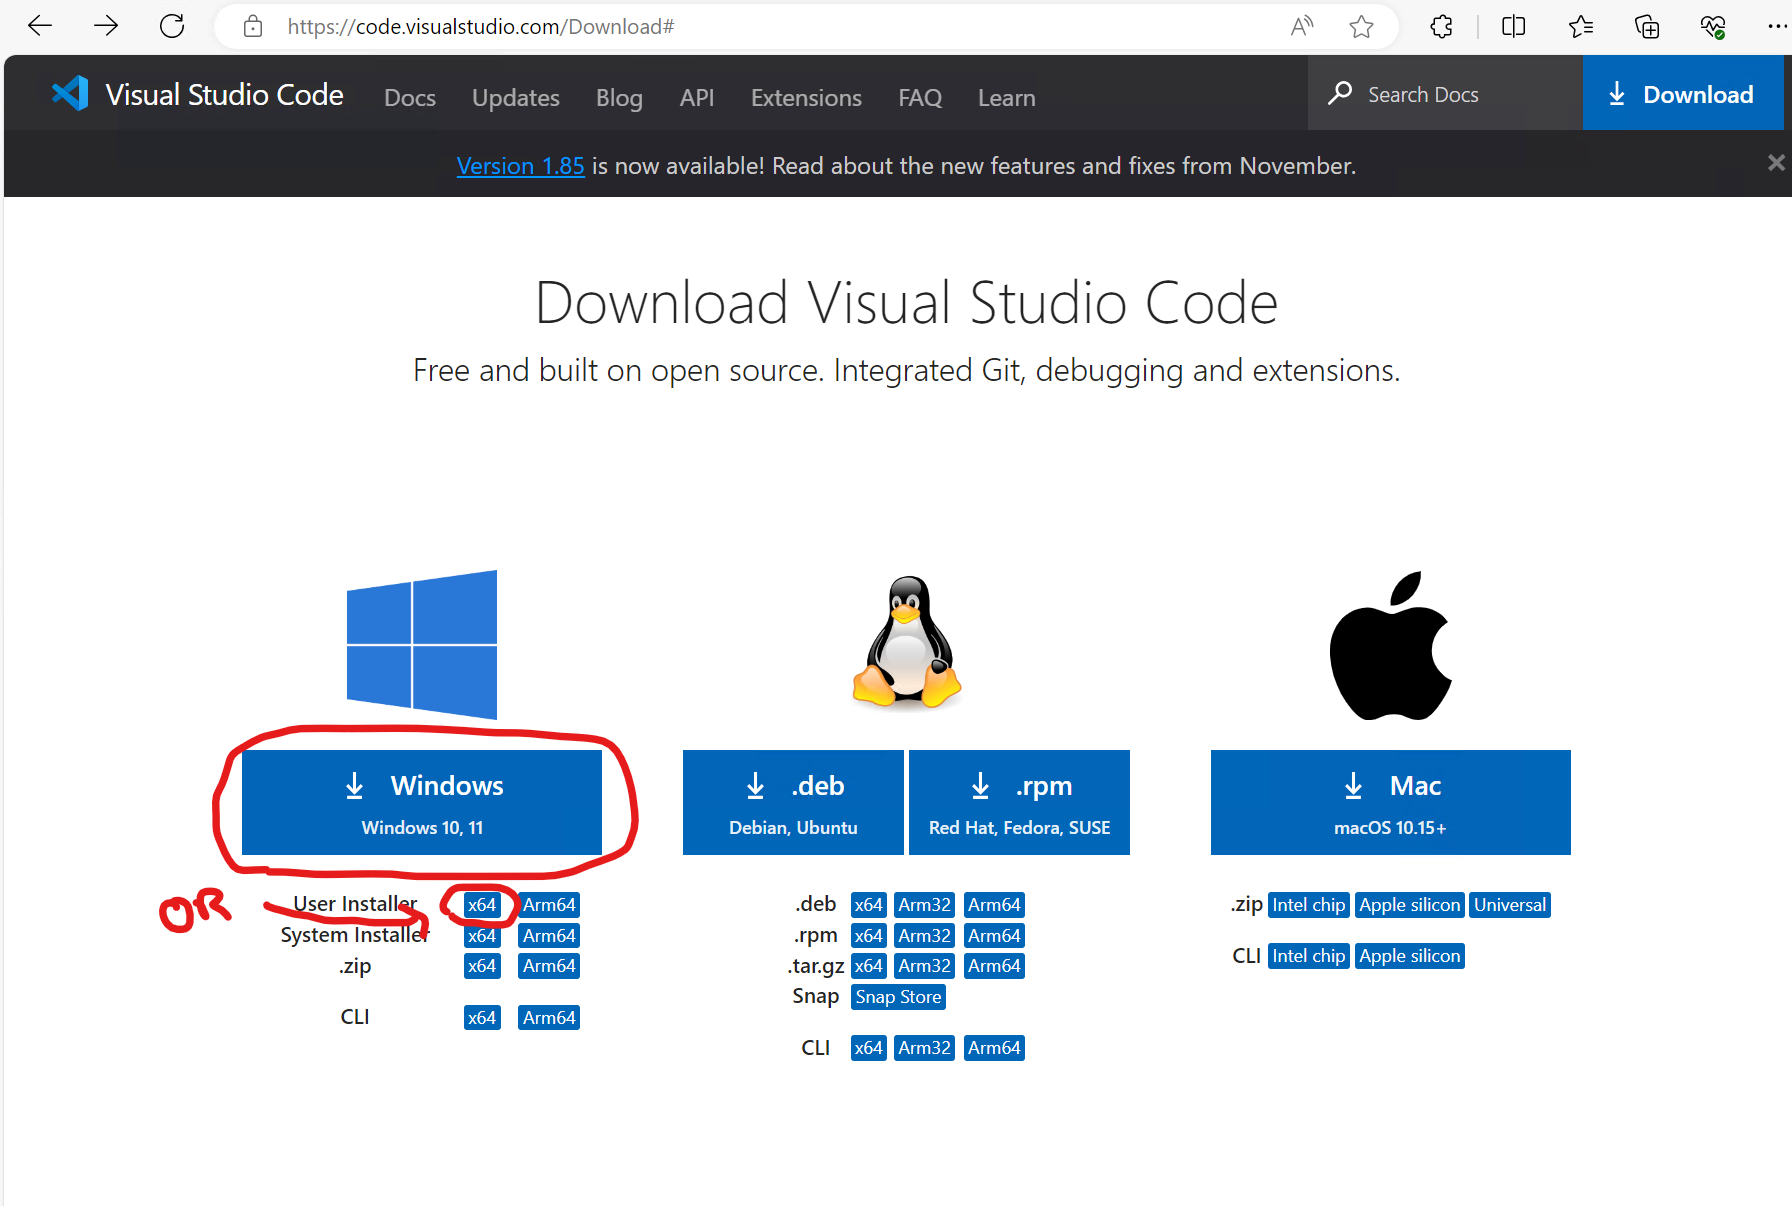 https://code.visualstudio.com/Download#
Visual Studio Code Docs Updates Blog API Extensions FAQ Learn Search Docs Download
Version 1.85 is now available! Read about the new features and fixes from November.
Download Visual Studio Code
Free and built on open source. Integrated Git, debugging and extensions.
Windows
Windows 10, 11
OR
User Installer x64 Arm64
System Installer x64 Arm64
.zip x64 Arm64
CLI x64 Arm64
.deb
Debian, Ubuntu
.rpm
Red Hat, Fedora, SUSE
.deb x64 Arm32 Arm64
.rpm x64 Arm32 Arm64
.tar.gz x64 Arm32 Arm64
Snap Snap Store
CLI x64 Arm32 Arm64
Mac
macOS 10.15+
.zip Intel chip Apple silicon Universal
CLI Intel chip Apple silicon